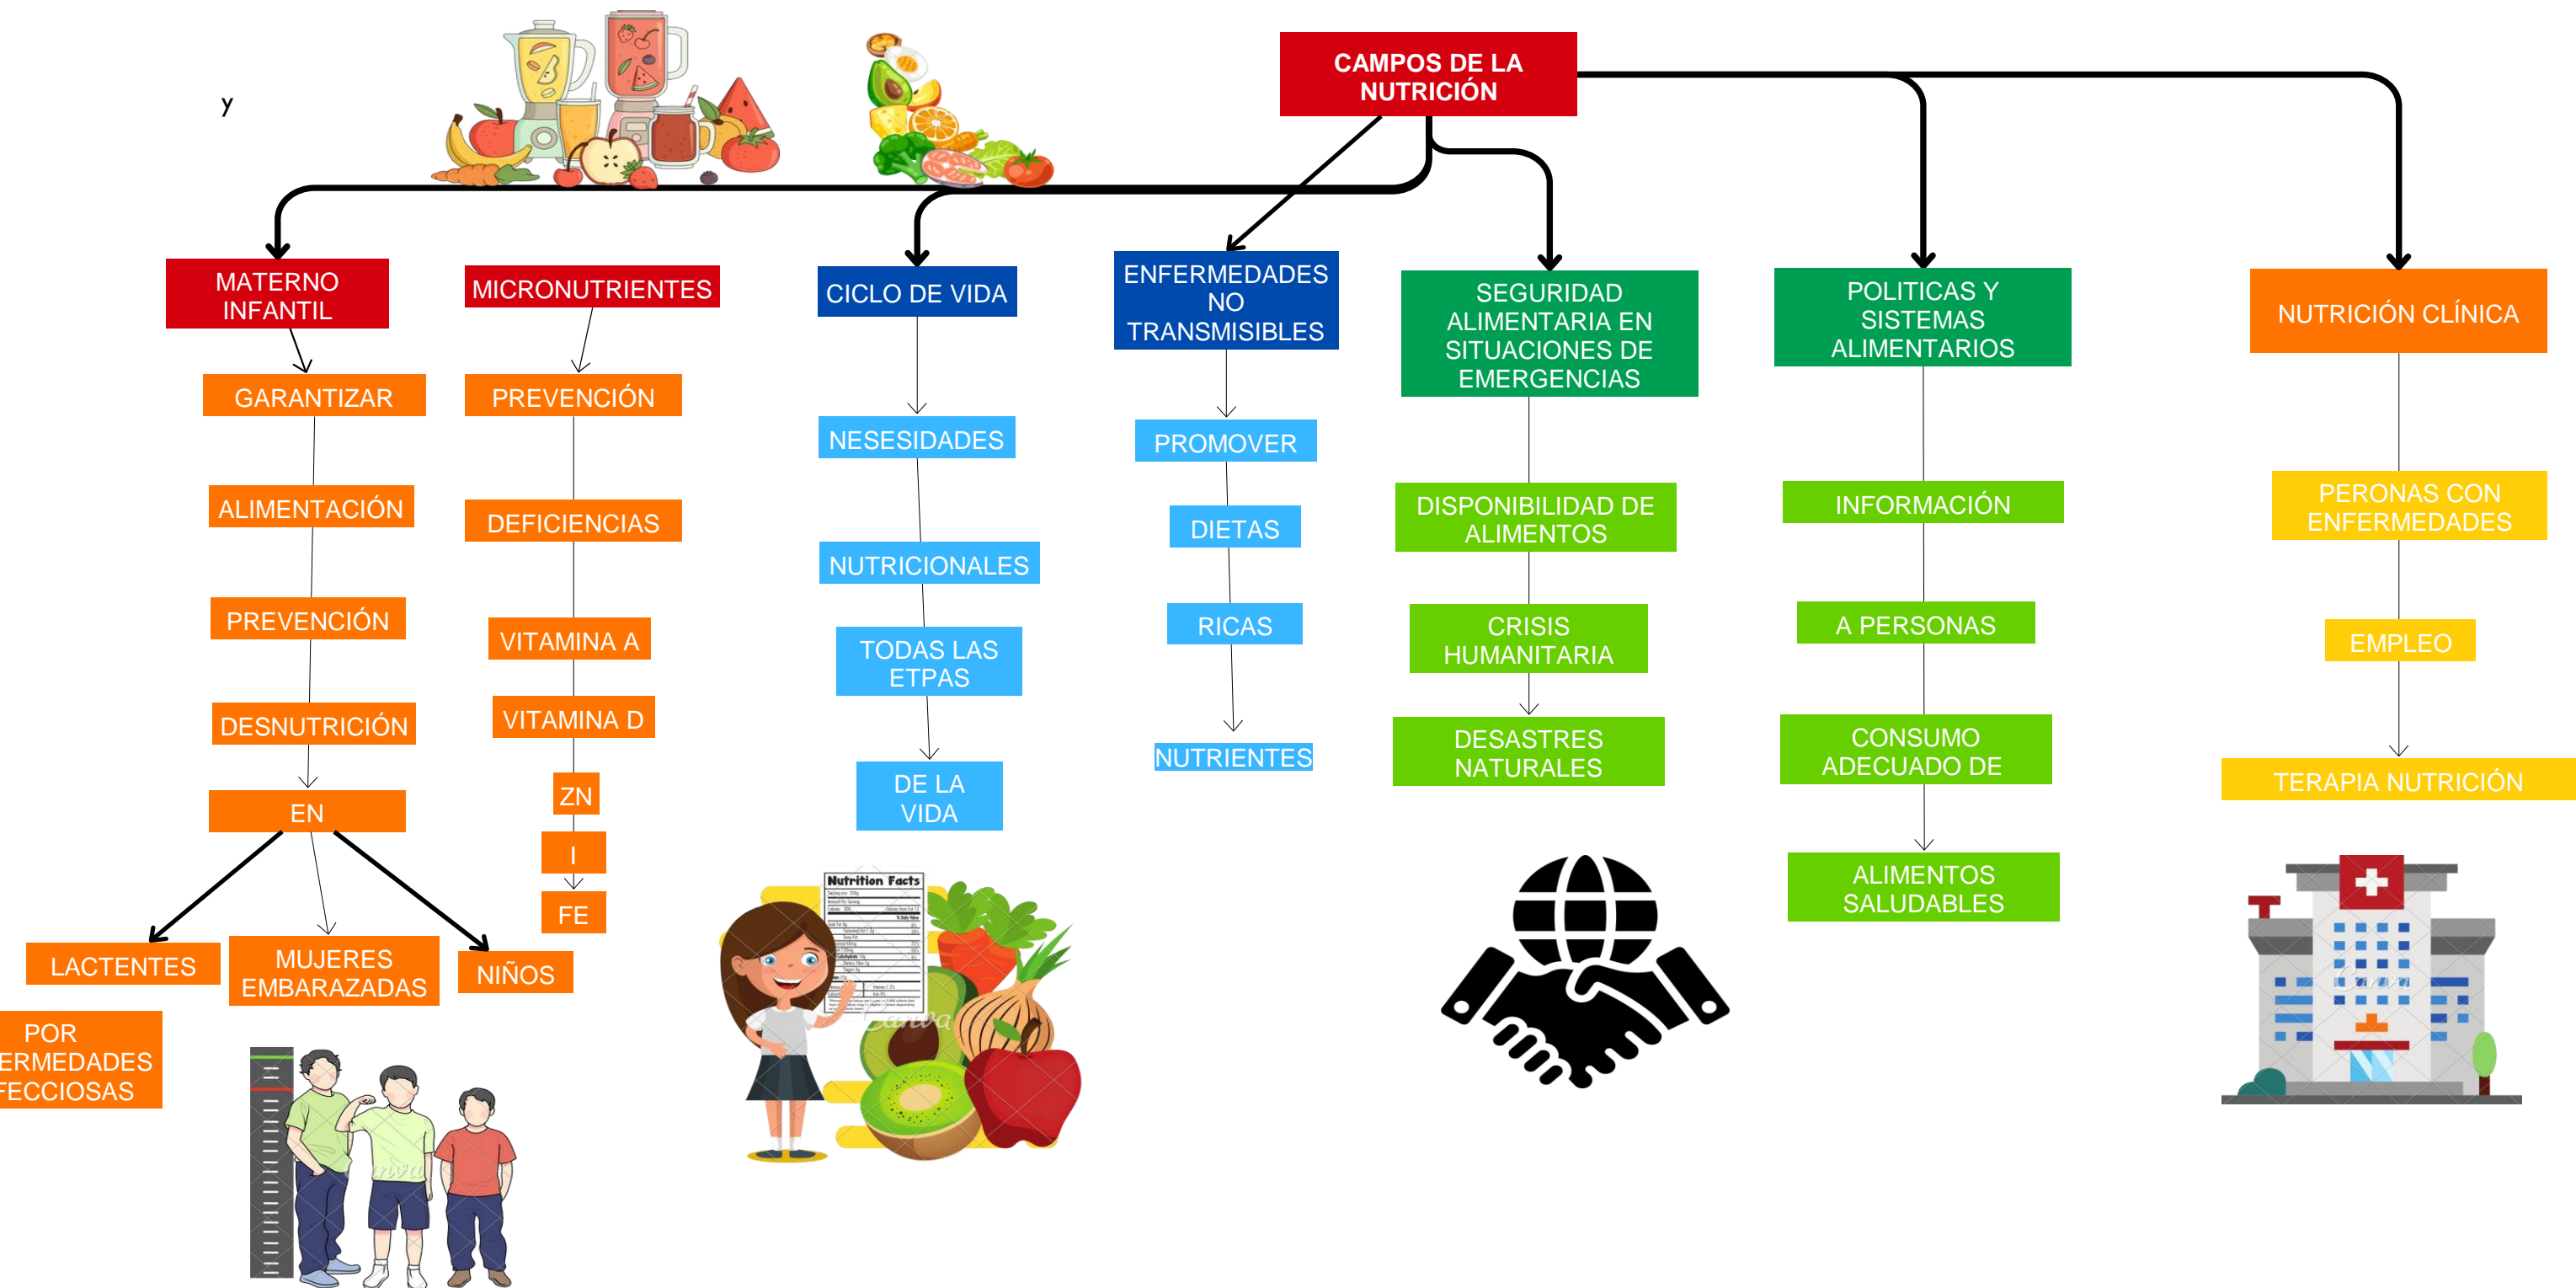 CAMPOS DE LA
NUTRICIÓN
y
MATERNO
INFANTIL
GARANTIZAR
ALIMENTACIÓN
PREVENCIÓN
DESNUTRICIÓN
EN
LACTENTES
MUJERES
EMBARAZADAS
NIÑOS
POR
ERMEDADES
FECCIOSAS
MICRONUTRIENTES
PREVENCIÓN
DEFICIENCIAS
VITAMINA A
VITAMINA D
ZN
I
FE
CICLO DE VIDA
NESESIDADES
NUTRICIONALES
TODAS LAS
ETPAS
DE LA
VIDA
Nutrition Facts
Canva
ENFERMEDADES
NO
TRANSMISIBLES
PROMOVER
DIETAS
RICAS
NUTRIENTES
SEGURIDAD
ALIMENTARIA EN
SITUACIONES DE
EMERGENCIAS
DISPONIBILIDAD DE
ALIMENTOS
CRISIS
HUMANITARIA
DESASTRES
NATURALES
POLITICAS Y
SISTEMAS
ALIMENTARIOS
INFORMACIÓN
A PERSONAS
CONSUMO
ADECUADO DE
ALIMENTOS
SALUDABLES
NUTRICIÓN CLÍNICA
PERONAS CON
ENFERMEDADES
EMPLEO
TERAPIA NUTRICIÓN
Canva